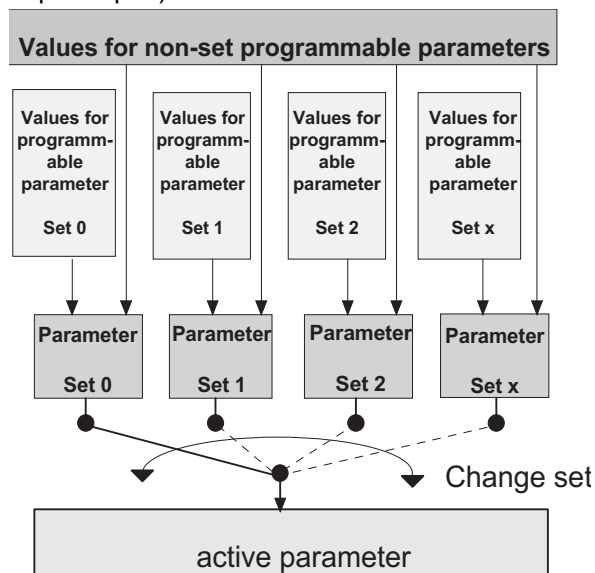 Values for non-set programmable parameters
Values for
programm-
able
parameter
Set 0
Values for
programm-
able
parameter
Set 1
Values for
programm-
able
parameter
Set 2
Values for
programm-
able
parameter
Set x
Parameter
Set 0
Parameter
Set 1
Parameter
Set 2
Parameter
Set x
Change set
active parameter